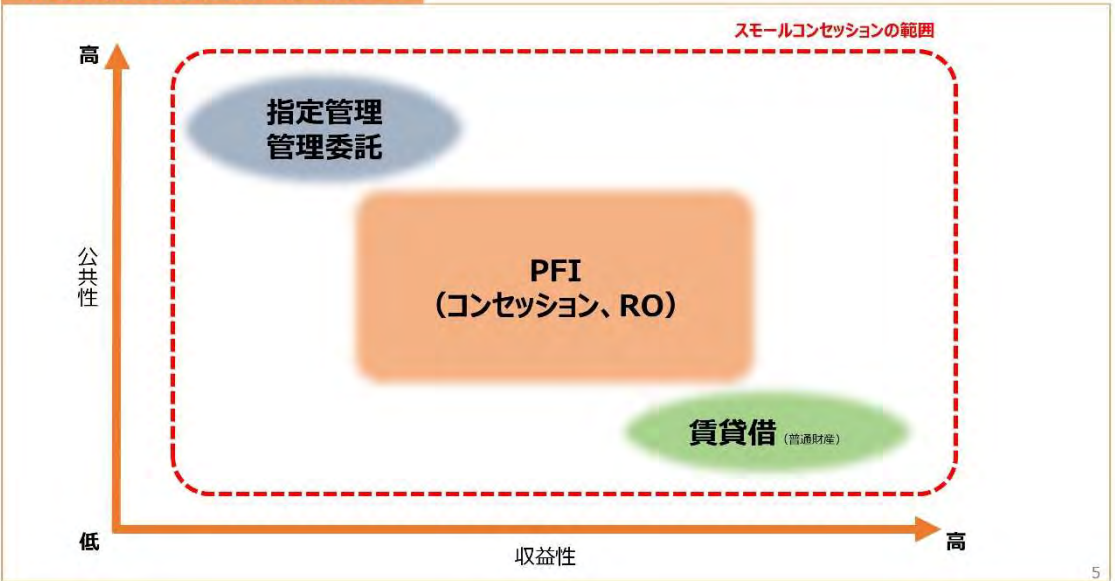 スモールコンセッションの範囲
高
指定管理
管理委託
公共性
PFI
（コンセッション、RO）
賃貸借（普通財産）
低
収益性
高
5